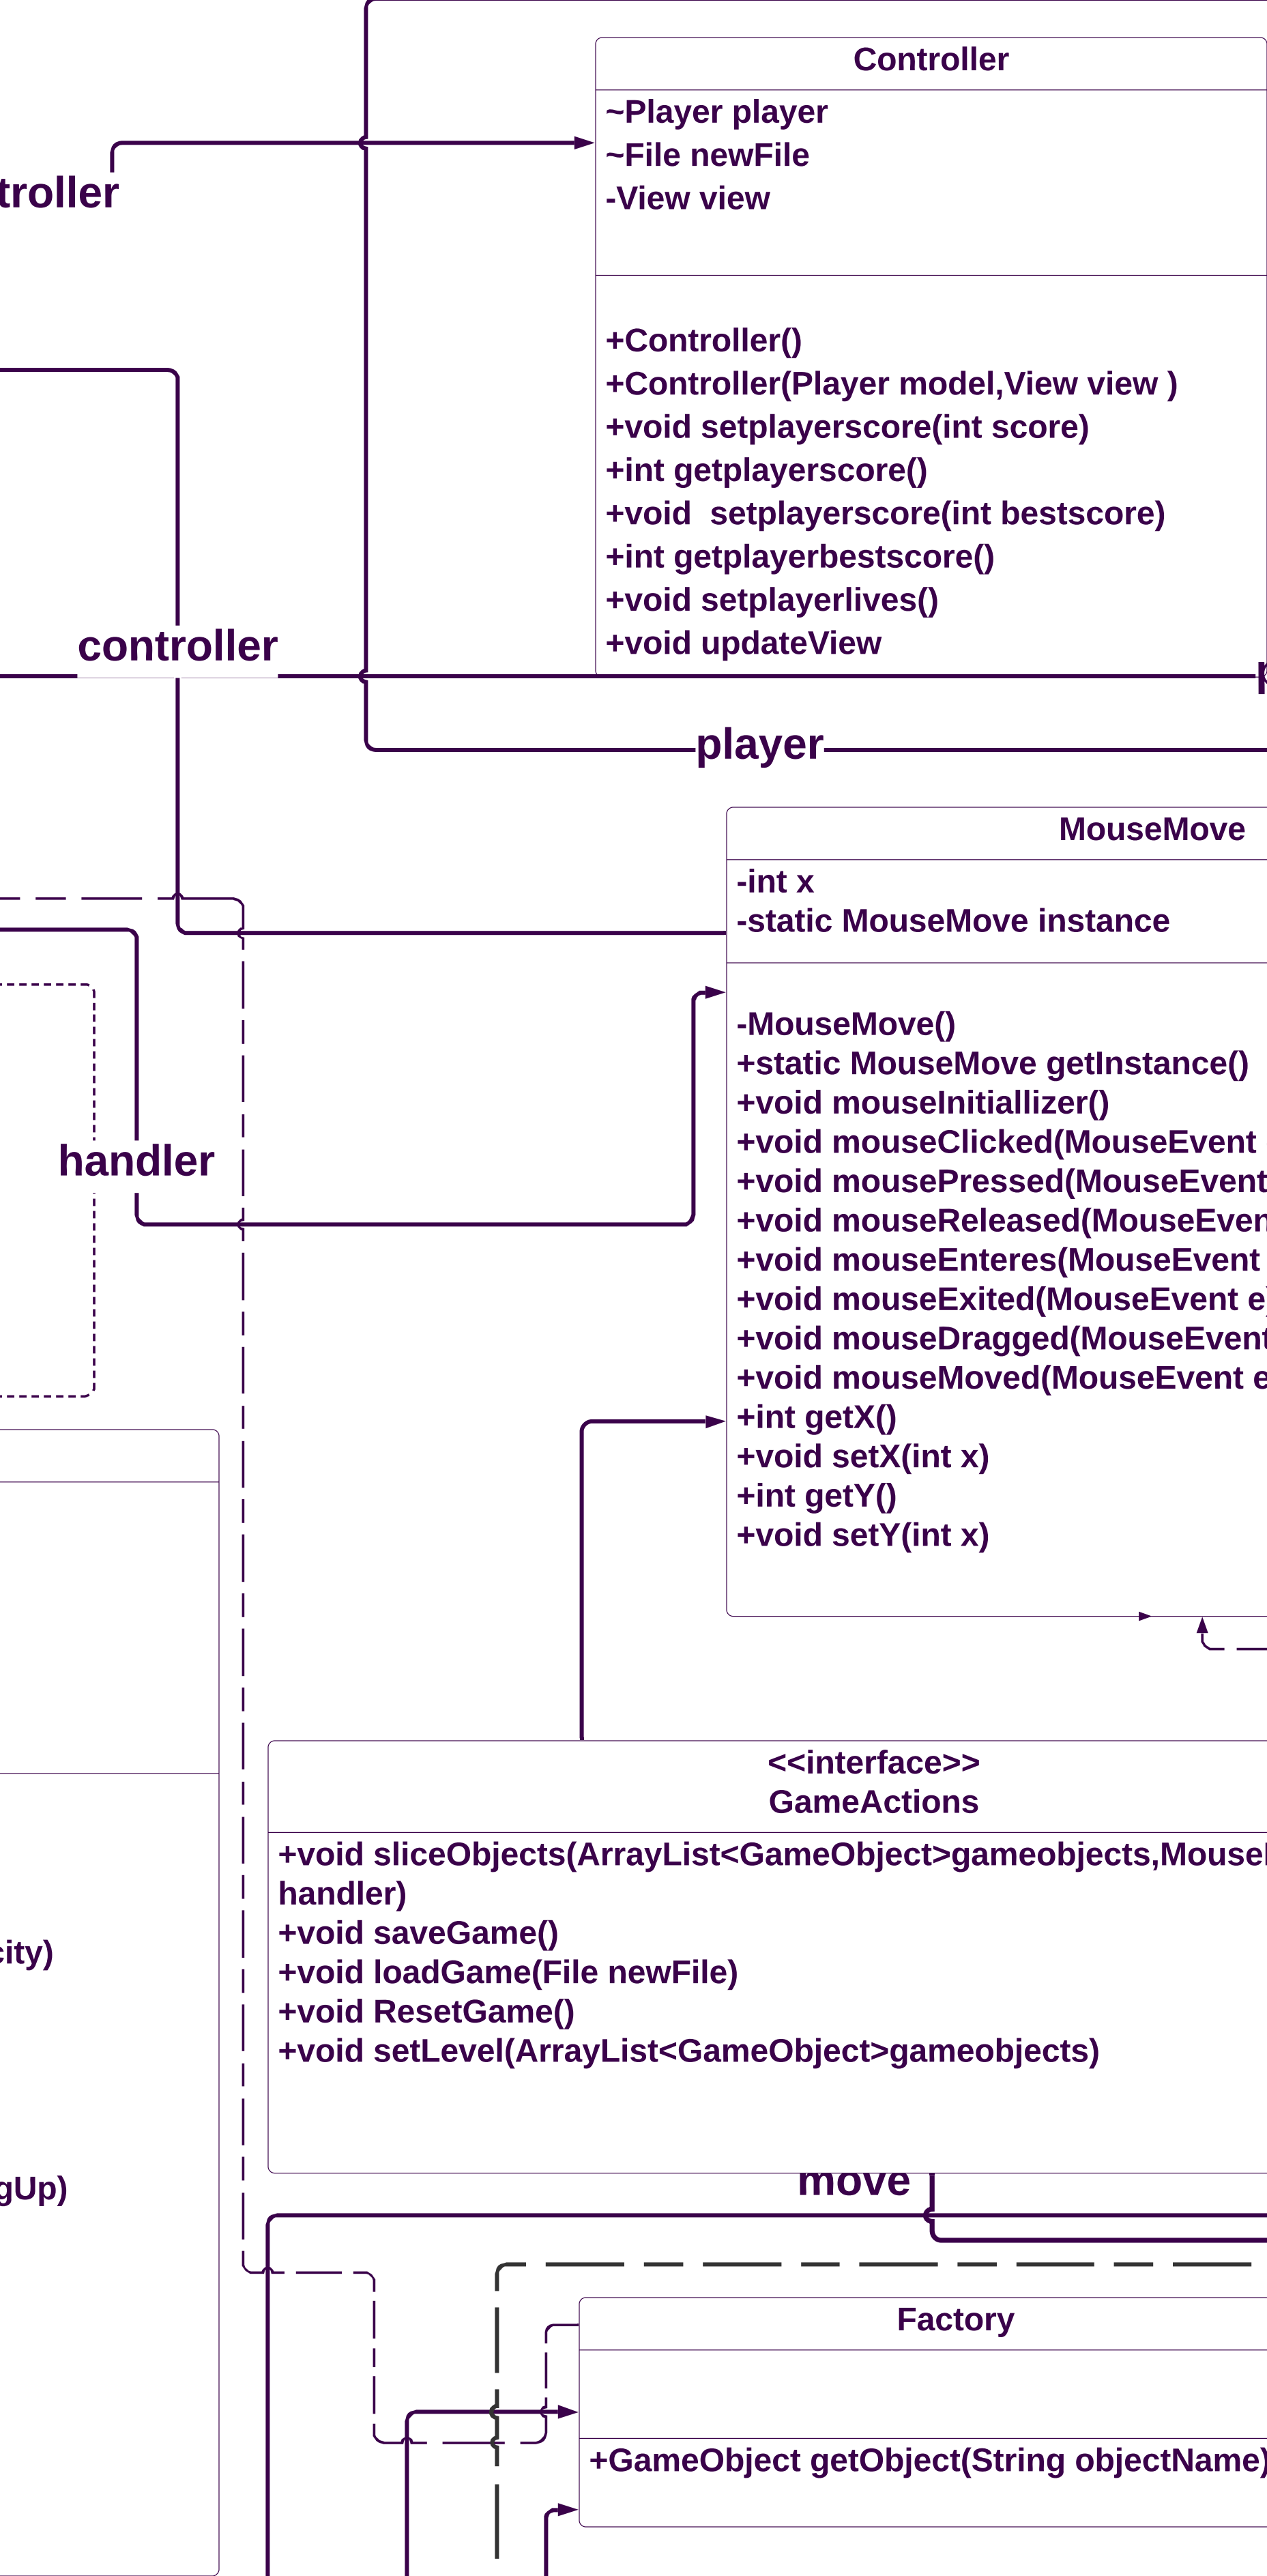 Controller
~Player player
~File newFile
-View view
troller
+Controller()
+Controller(Player model,View view )
+void setplayerscore(int score)
+int getplayerscore()
+void  setplayerscore(int bestscore)
+int getplayerbestscore()
+void setplayerlives()
+void updateView
controller
player
MouseMove
-int x
-static MouseMove instance
-MouseMove()
+static MouseMove getInstance()
+void mouseInitiallizer()
+void mouseClicked(MouseEvent
+void mousePressed(MouseEvent
+void mouseReleased(MouseEven
+void mouseEnteres(MouseEvent
+void mouseExited(MouseEvent e)
+void mouseDragged(MouseEvent
+void mouseMoved(MouseEvent e
+int getX()
+void setX(int x)
+int getY()
+void setY(int x)
handler
<<interface>>
GameActions
+void sliceObjects(ArrayList<GameObject>gameobjects,Mouse
handler)
+void saveGame()
+void loadGame(File newFile)
+void ResetGame()
+void setLevel(ArrayList<GameObject>gameobjects)
city)
gUp)
move
Factory
+GameObject getObject(String objectName)